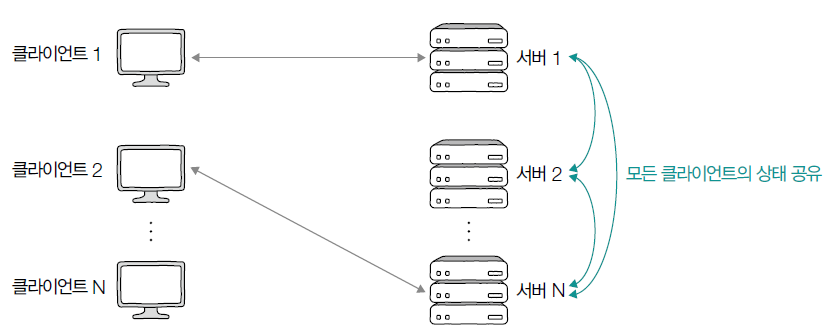 클라이언트 1
서버 1
클라이언트 2
서버 2
모든 클라이언트의 상태 공유
클라이언트 N
서버 N